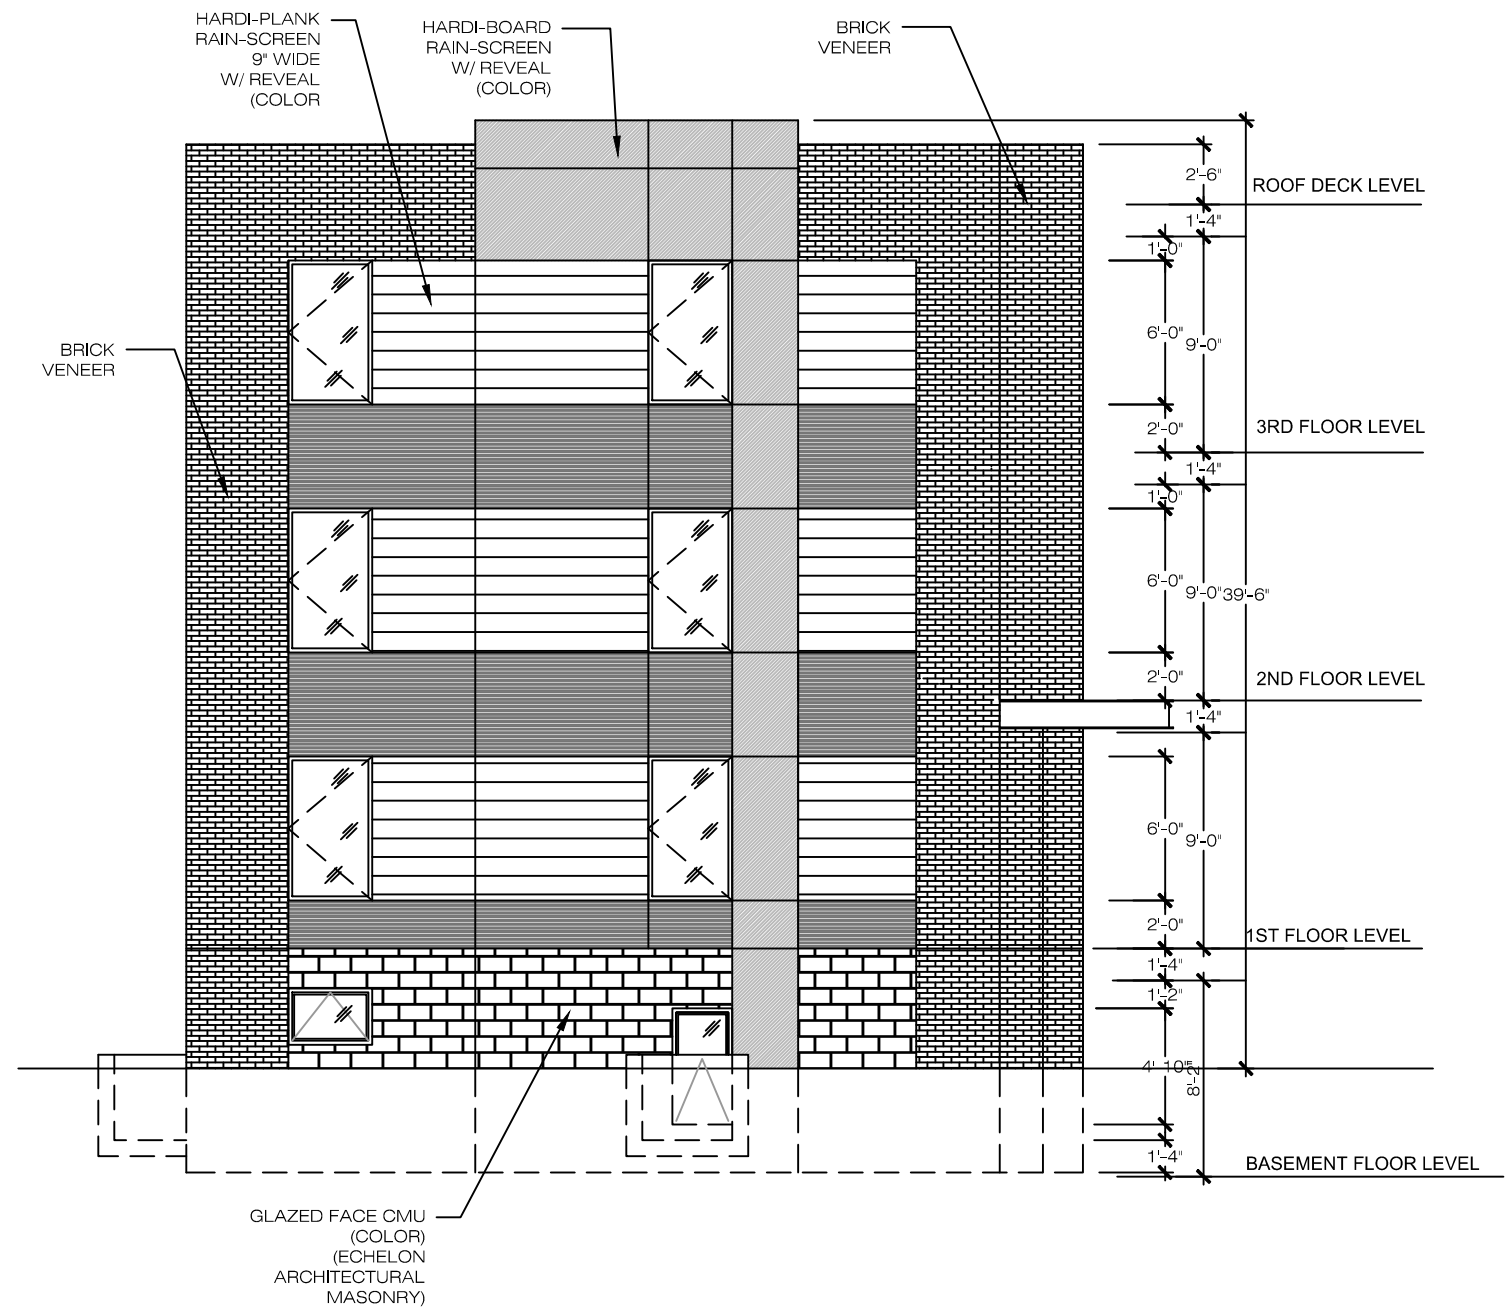 HARDI-PLANK
RAIN-SCREEN
9" WIDE
W/ REVEAL
(COLOR
HARDI-BOARD
RAIN-SCREEN
W/ REVEAL
(COLOR)
BRICK
VENEER
BRICK
VENEER
2'-6"
ROOF DECK LEVEL
1'-4"
1'-0"
6'-0"
9'-0"
2'-0"
3RD FLOOR LEVEL
1'-4"
1'-0"
6'-0"
9'-0"
39'-6"
2'-0"
2ND FLOOR LEVEL
1'-4"
6'-0"
9'-0"
2'-0"
1ST FLOOR LEVEL
1'-4"
1'-2"
4'-10"
8'-2"
1'-4"
BASEMENT FLOOR LEVEL
GLAZED FACE CMU
(COLOR)
(ECHELON
ARCHITECTURAL
MASONRY)